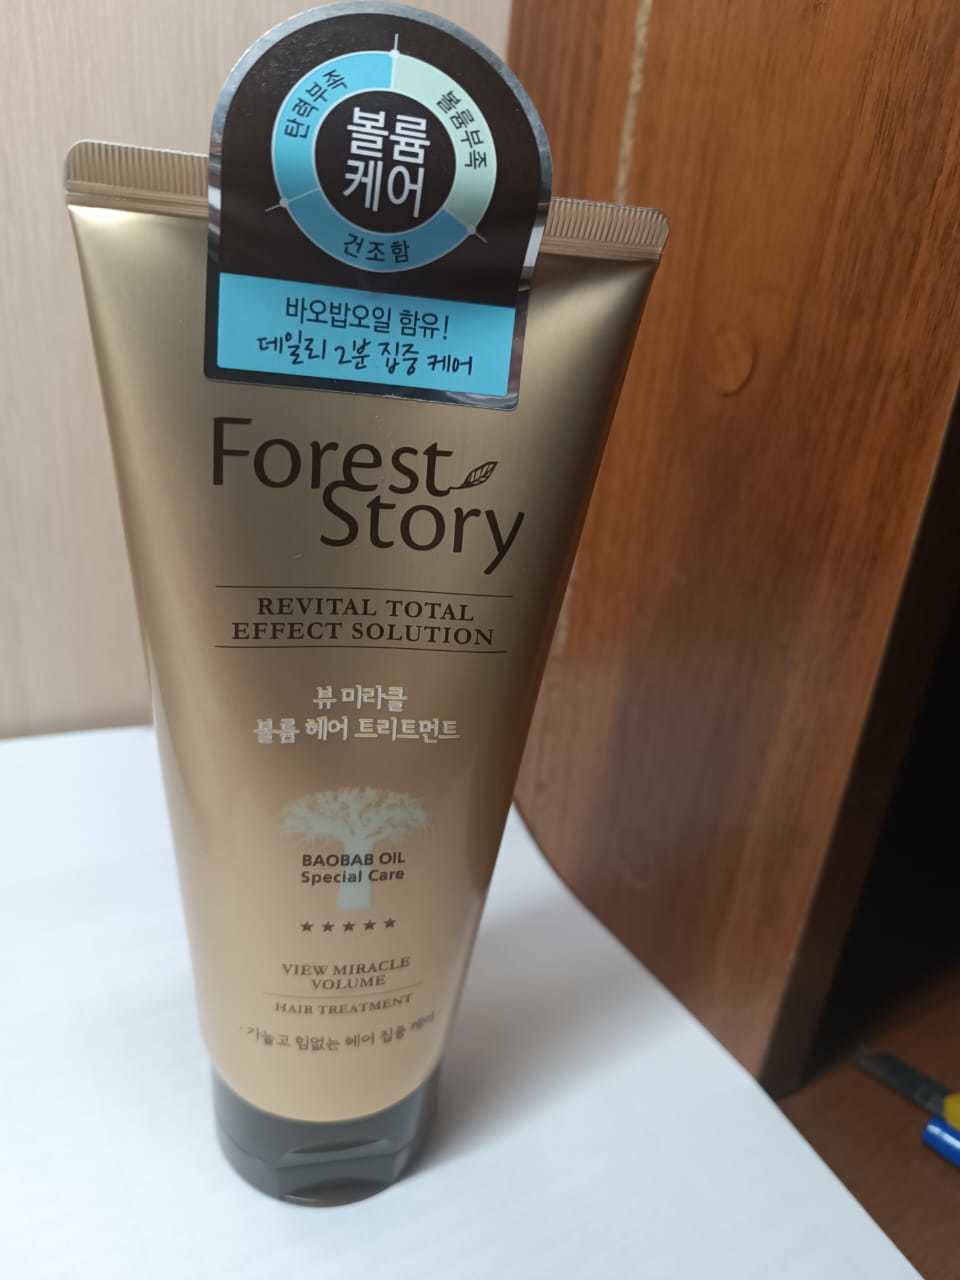 탄력부족
볼륨부족
볼륨
케어
건조함
바오밥오일 함유!
데일리 2분 집중 케어
Forest
Story
REVITAL TOTAL
EFFECT SOLUTION
뷰 미라클
볼륨 헤어 트리트먼트
BAOBAB OIL
Special Care
VIEW MIRACLE
VOLUME
HAIR TREATMENT
· 가늘고 힘없는 헤어 집중 케어 ·